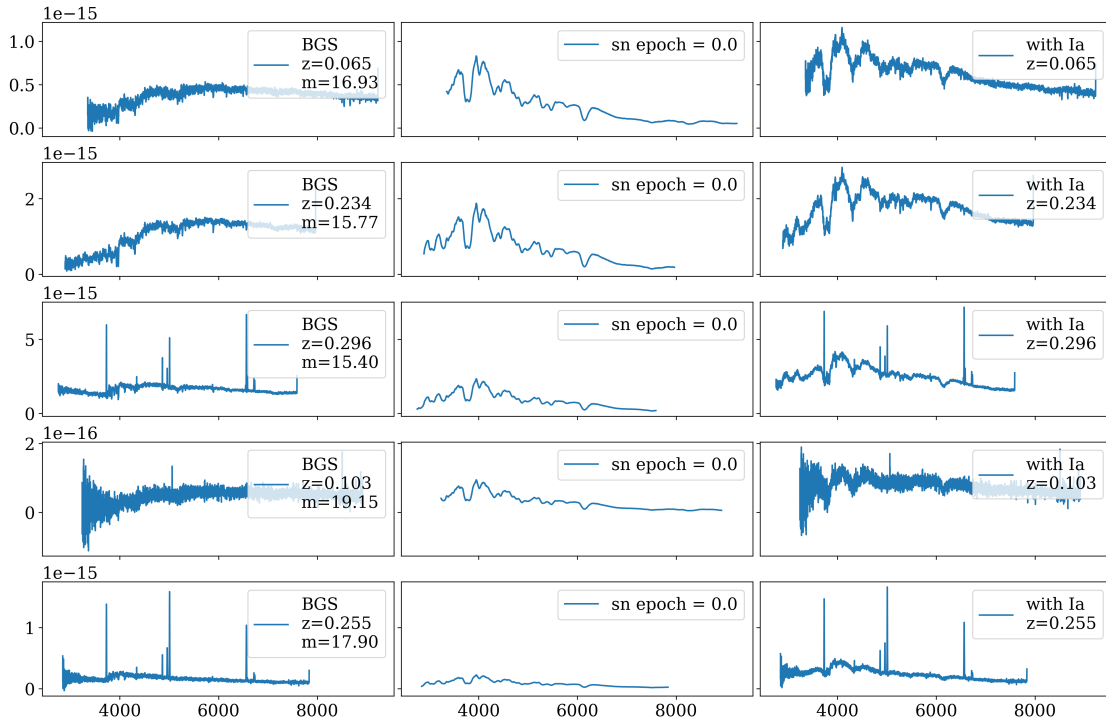 1e−15
1.0
0.5
0.0
BGS
z=0.065
m=16.93
sn epoch = 0.0
with Ia
z=0.065
1e−15
2
0
BGS
z=0.234
m=15.77
sn epoch = 0.0
with Ia
z=0.234
1e−15
5
0
BGS
z=0.296
m=15.40
sn epoch = 0.0
with Ia
z=0.296
1e−16
2
0
BGS
z=0.103
m=19.15
sn epoch = 0.0
with Ia
z=0.103
1e−15
1
0
BGS
z=0.255
m=17.90
sn epoch = 0.0
with Ia
z=0.255
4000 6000 8000 4000 6000 8000 4000 6000 8000